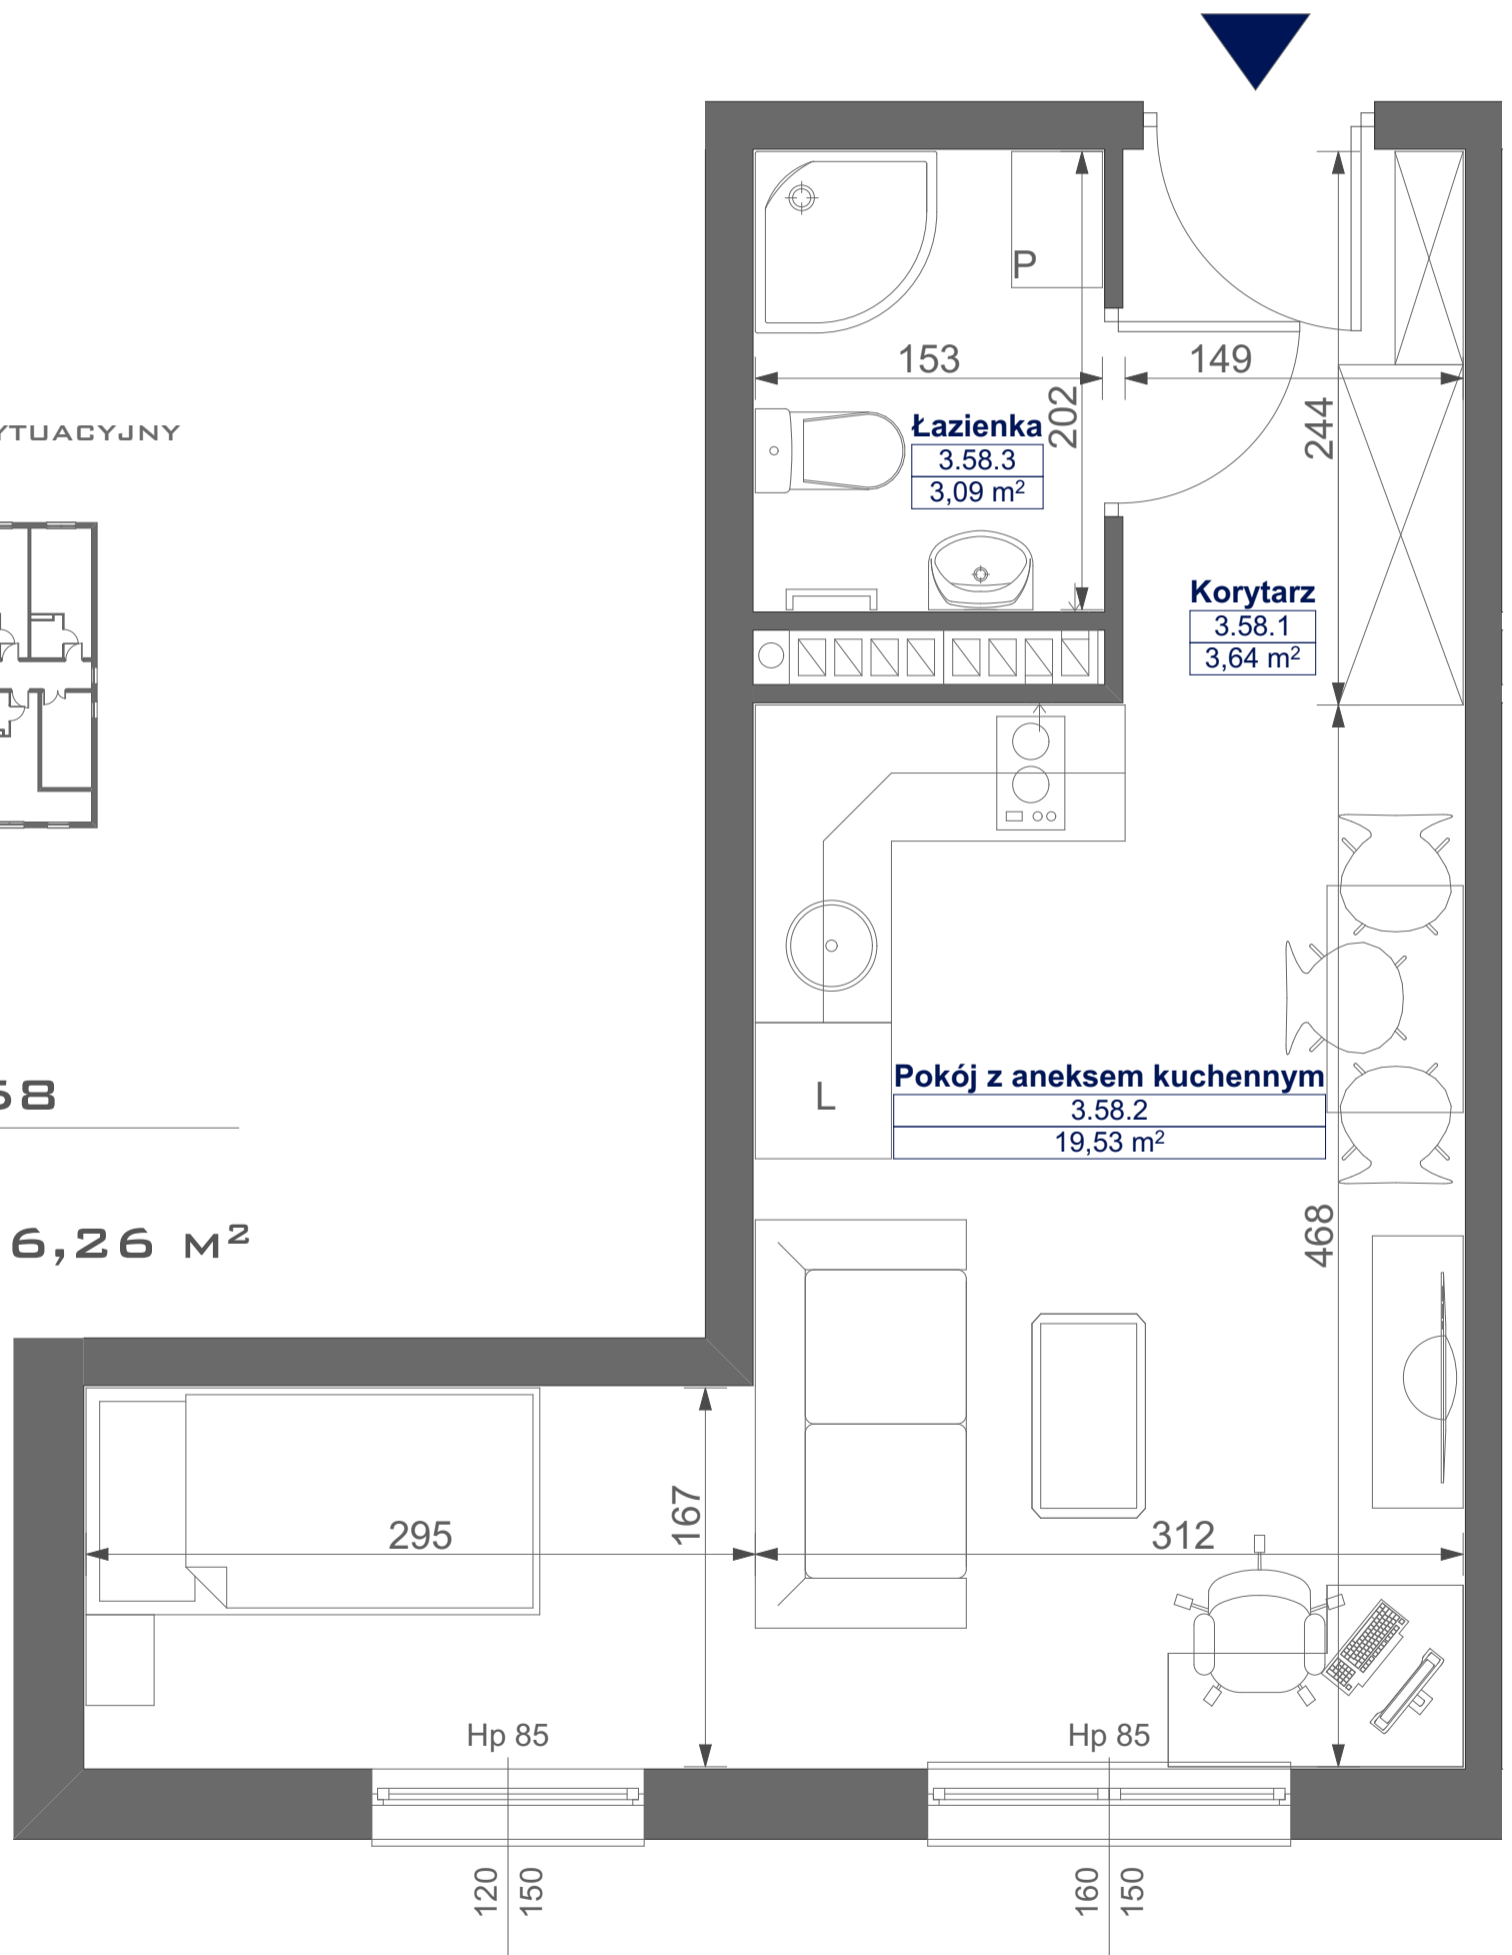 P
153
149
202
244
Łazienka
3.58.3
3,09 m²
YTUACYJNY
Korytarz
3.58.1
3,64 m²
Pokój z aneksem kuchennym
3.58.2
19,53 m²
L
58
6,26 m²
468
167
295
312
Hp 85
Hp 85
120
150
160
150